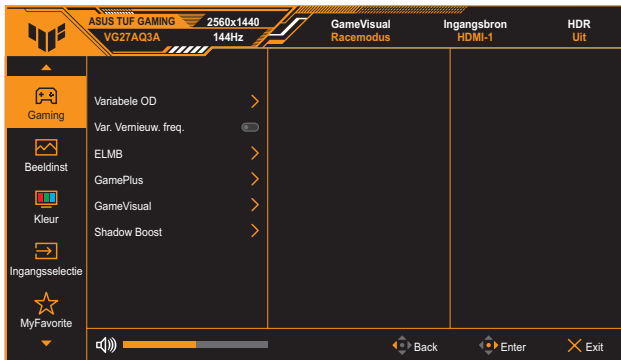 ASUS TUF GAMING 2560x1440
VG27AQ3A 144Hz
GameVisual
Racemodus
Ingangsbron
HDMI-1
HDR
Uit
Gaming
Beeldinst
Kleur
Ingangsselectie
MyFavorite
Variabele OD
Var. Vernieuw. freq.
ELMB
GamePlus
GameVisual
Shadow Boost
Back
Enter
Exit